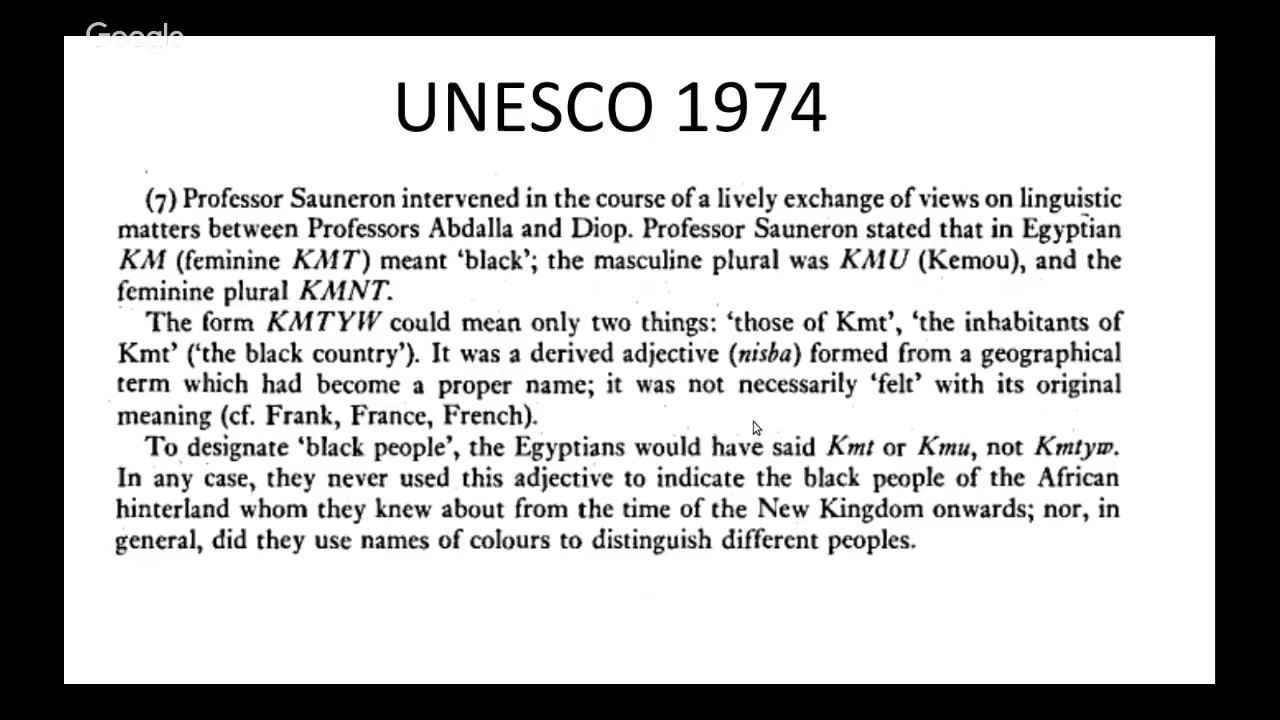 Google
UNESCO 1974
(7) Professor Sauneron intervened in the course of a lively exchange of views on linguistic
matters between Professors Abdalla and Diop. Professor Sauneron stated that in Egyptian
KM (feminine KMT) meant ‘black’; the masculine plural was KMU (Kemou), and the
feminine plural KMNT.
The form KMTYW could mean only two things: ‘those of Kmt’, ‘the inhabitants of
Kmt’ (‘the black country’). It was a derived adjective (nisba) formed from a geographical
term which had become a proper name; it was not necessarily ‘felt’ with its original
meaning (cf. Frank, France, French).
To designate ‘black people’, the Egyptians would have said Kmt or Kmu, not Kmtyw.
In any case, they never used this adjective to indicate the black people of the African
hinterland whom they knew about from the time of the New Kingdom onwards; nor, in
general, did they use names of colours to distinguish different peoples.